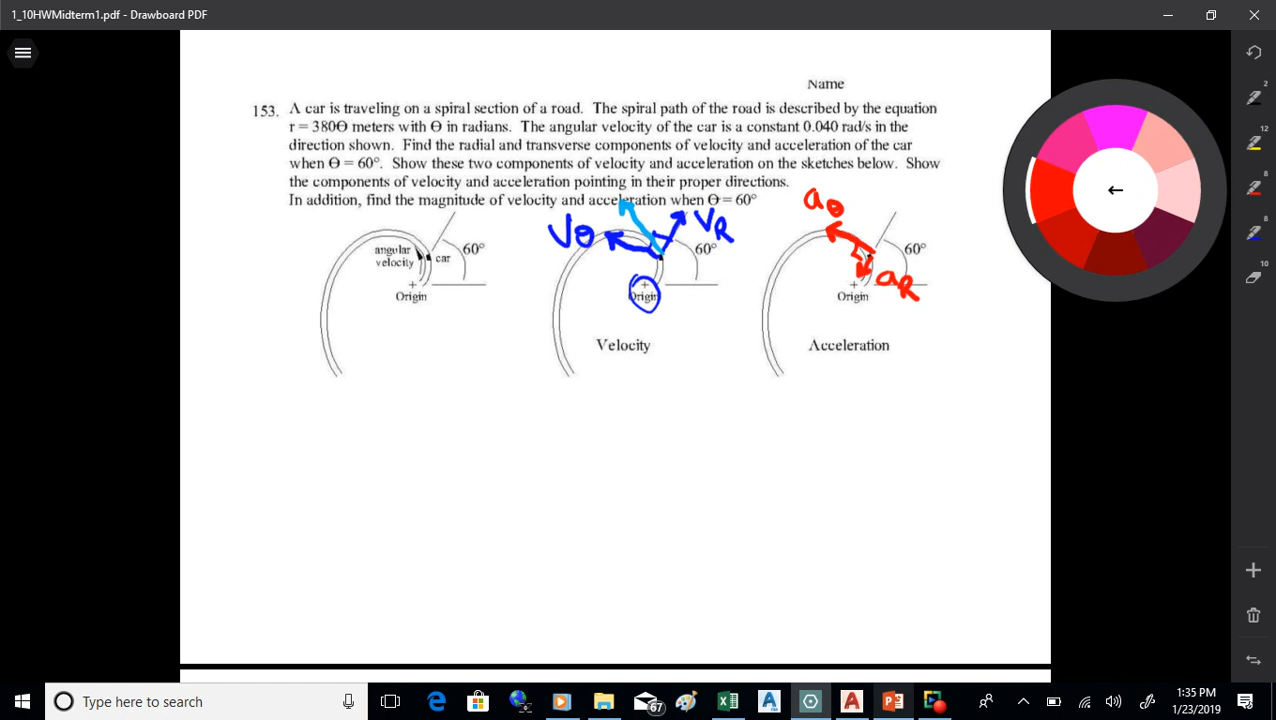 1_10HWMidterm1.pdf - Drawboard PDF
Name
153. A car is traveling on a spiral section of a road. The spiral path of the road is described by the equation
r = 380Θ meters with Θ in radians. The angular velocity of the car is a constant 0.040 rad/s in the
direction shown. Find the radial and transverse components of velocity and acceleration of the car
when Θ = 60°. Show these two components of velocity and acceleration on the sketches below. Show
the components of velocity and acceleration pointing in their proper directions.
In addition, find the magnitude of velocity and acceleration when Θ = 60°
angular
velocity
car
60°
+
Origin
Vθ
VR
60°
+
Origin
Velocity
aθ
60°
aR
+
Origin
Acceleration
2
12
8
8
10
Type here to search
67
1:35 PM
1/23/2019